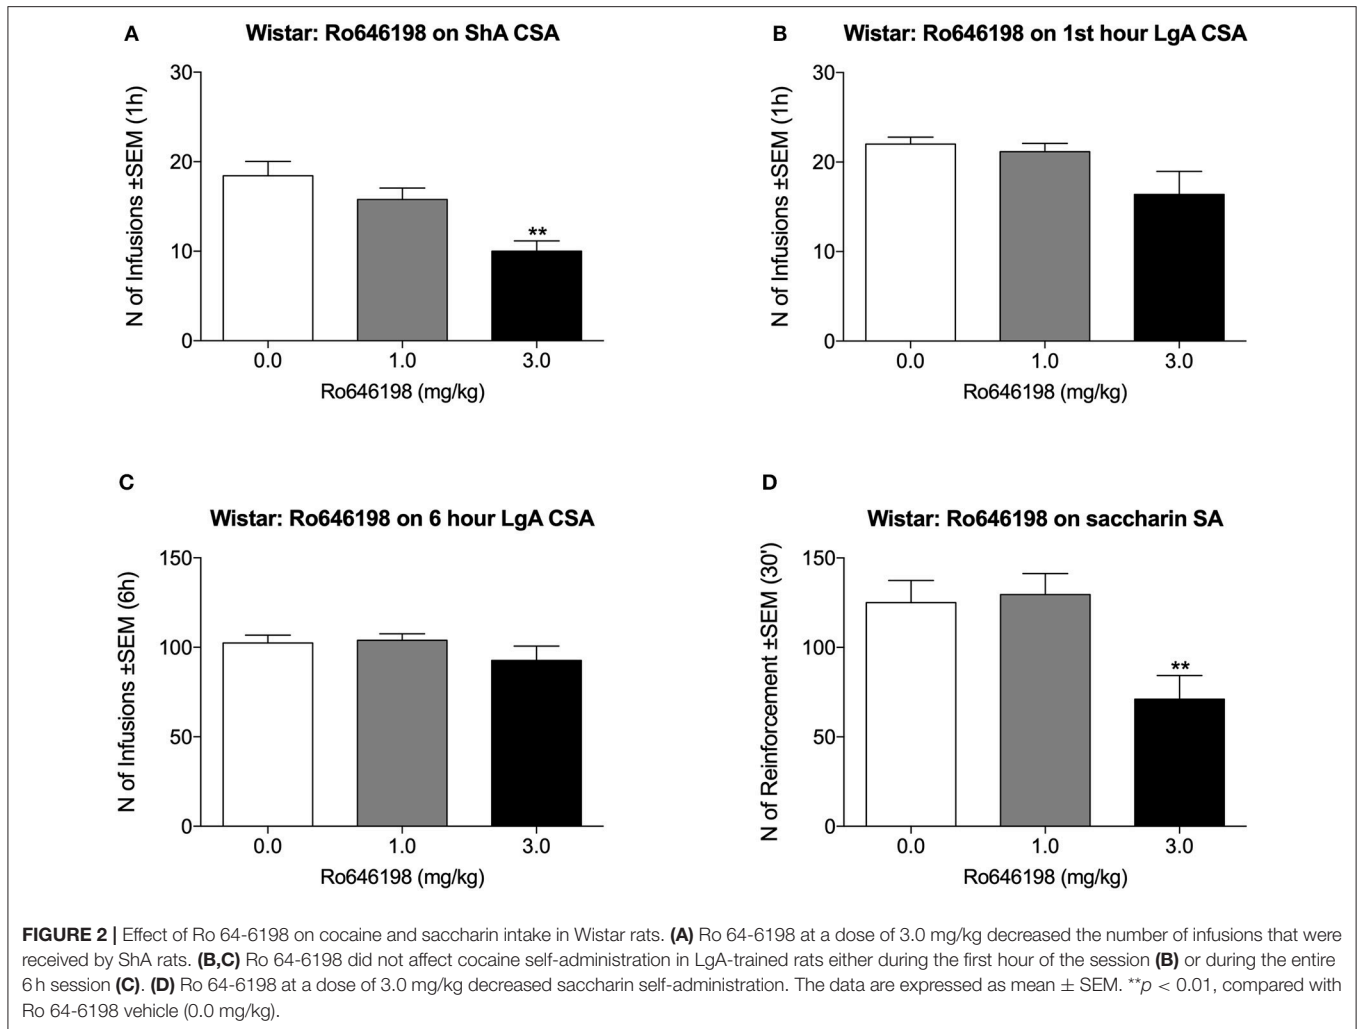 A
Wistar: Ro646198 on ShA CSA
N of Infusions ±SEM (1h)
30
20
10
0
**
0.0 1.0 3.0
Ro646198 (mg/kg)
B
Wistar: Ro646198 on 1st hour LgA CSA
N of Infusions ±SEM (1h)
30
20
10
0
0.0 1.0 3.0
Ro646198 (mg/kg)
C
Wistar: Ro646198 on 6 hour LgA CSA
N of Infusions ±SEM (6h)
150
100
50
0
0.0 1.0 3.0
Ro646198 (mg/kg)
D
Wistar: Ro646198 on saccharin SA
N of Reinforcement ±SEM (30')
150
100
50
0
**
0.0 1.0 3.0
Ro646198 (mg/kg)
FIGURE 2 | Effect of Ro 64-6198 on cocaine and saccharin intake in Wistar rats. (A) Ro 64-6198 at a dose of 3.0 mg/kg decreased the number of infusions that were
received by ShA rats. (B,C) Ro 64-6198 did not affect cocaine self-administration in LgA-trained rats either during the first hour of the session (B) or during the entire
6 h session (C). (D) Ro 64-6198 at a dose of 3.0 mg/kg decreased saccharin self-administration. The data are expressed as mean ± SEM. **p < 0.01, compared with
Ro 64-6198 vehicle (0.0 mg/kg).